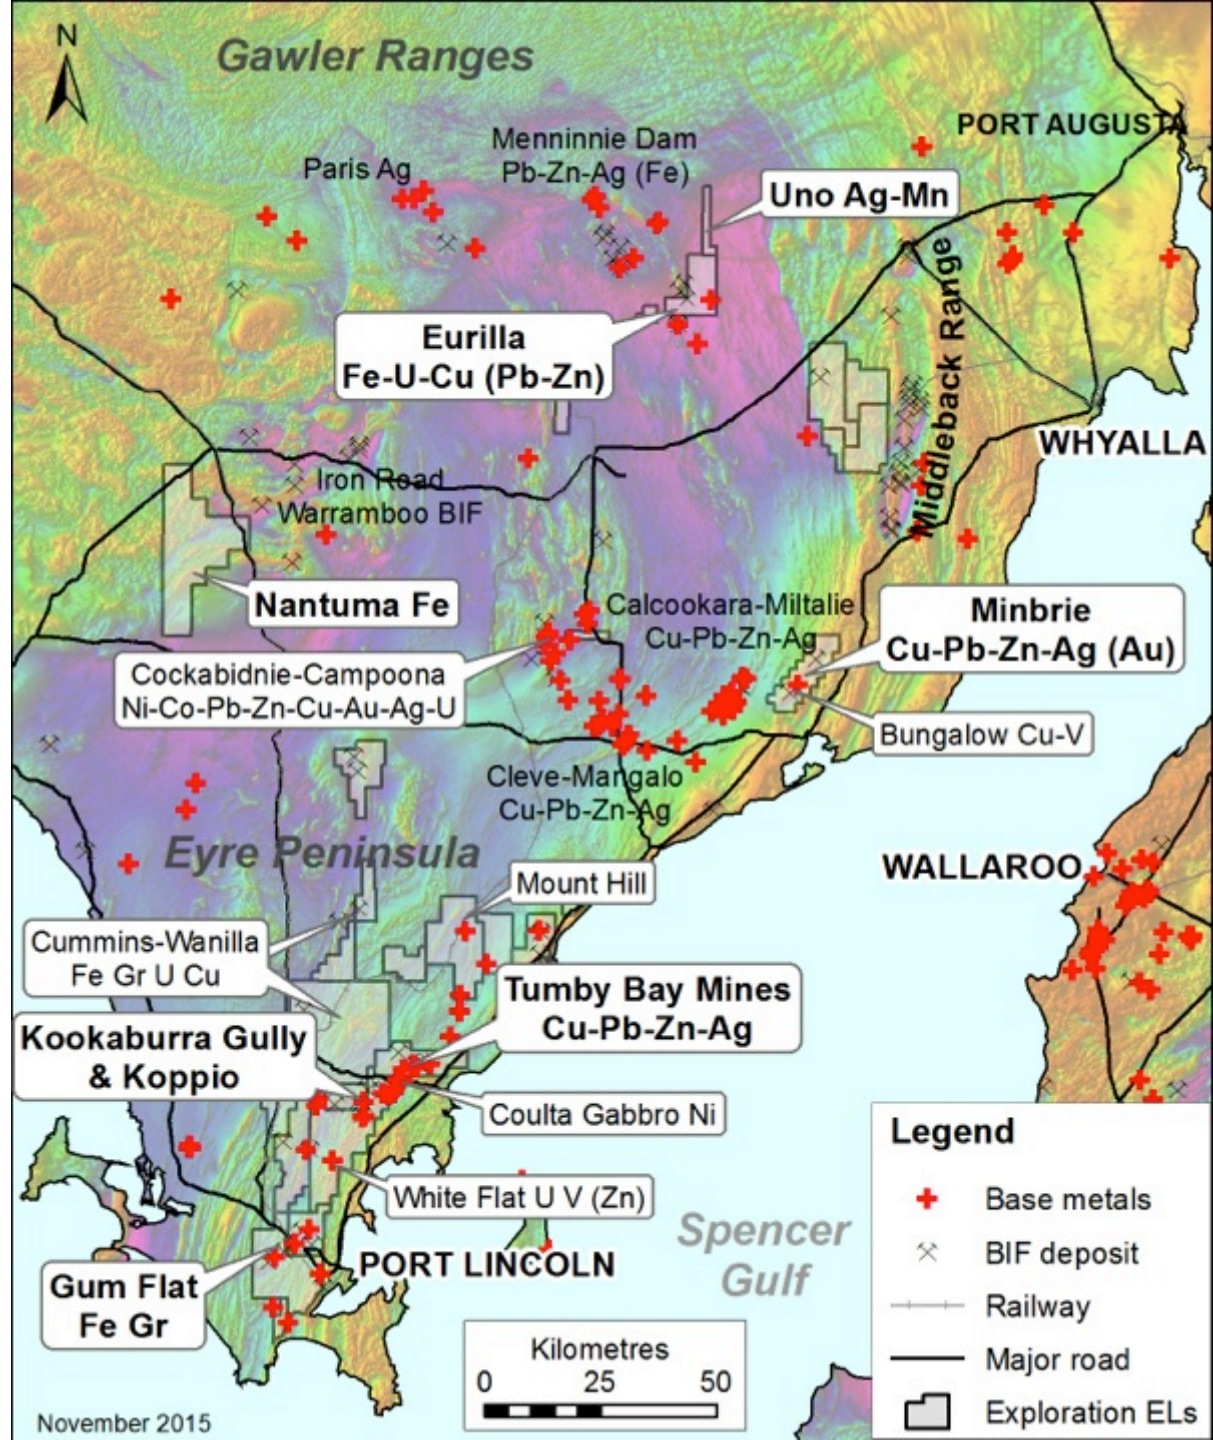 N
Gawler Ranges
PORT AUGUSTA
Menninnie Dam
Pb-Zn-Ag (Fe)
Paris Ag
Uno Ag-Mn
Middleback Range
Eurilla
Fe-U-Cu (Pb-Zn)
WHYALLA
Iron Road
Warramboo BIF
Nantuma Fe
Calcookara-Miltalie
Cu-Pb-Zn-Ag
Minbrie
Cu-Pb-Zn-Ag (Au)
Cockabidnie-Campoona
Ni-Co-Pb-Zn-Cu-Au-Ag-U
Bungalow Cu-V
Cleve-Mangalo
Cu-Pb-Zn-Ag
Eyre Peninsula
WALLAROO
Mount Hill
Cummins-Wanilla
Fe Gr U Cu
Tumby Bay Mines
Cu-Pb-Zn-Ag
Kookaburra Gully
& Koppio
Coulta Gabbro Ni
White Flat U V (Zn)
Spencer
Gulf
PORT LINCOLN
Gum Flat
Fe Gr
Kilometres
0 25 50
November 2015
Legend
Base metals
BIF deposit
Railway
Major road
Exploration ELs